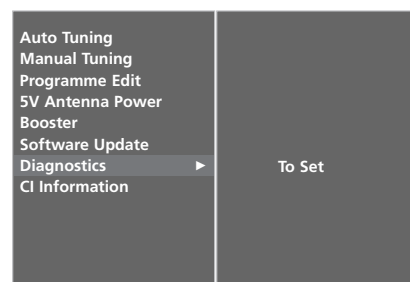 Auto Tuning
Manual Tuning
Programme Edit
5V Antenna Power
Booster
Software Update
Diagnostics ► To Set
CI Information